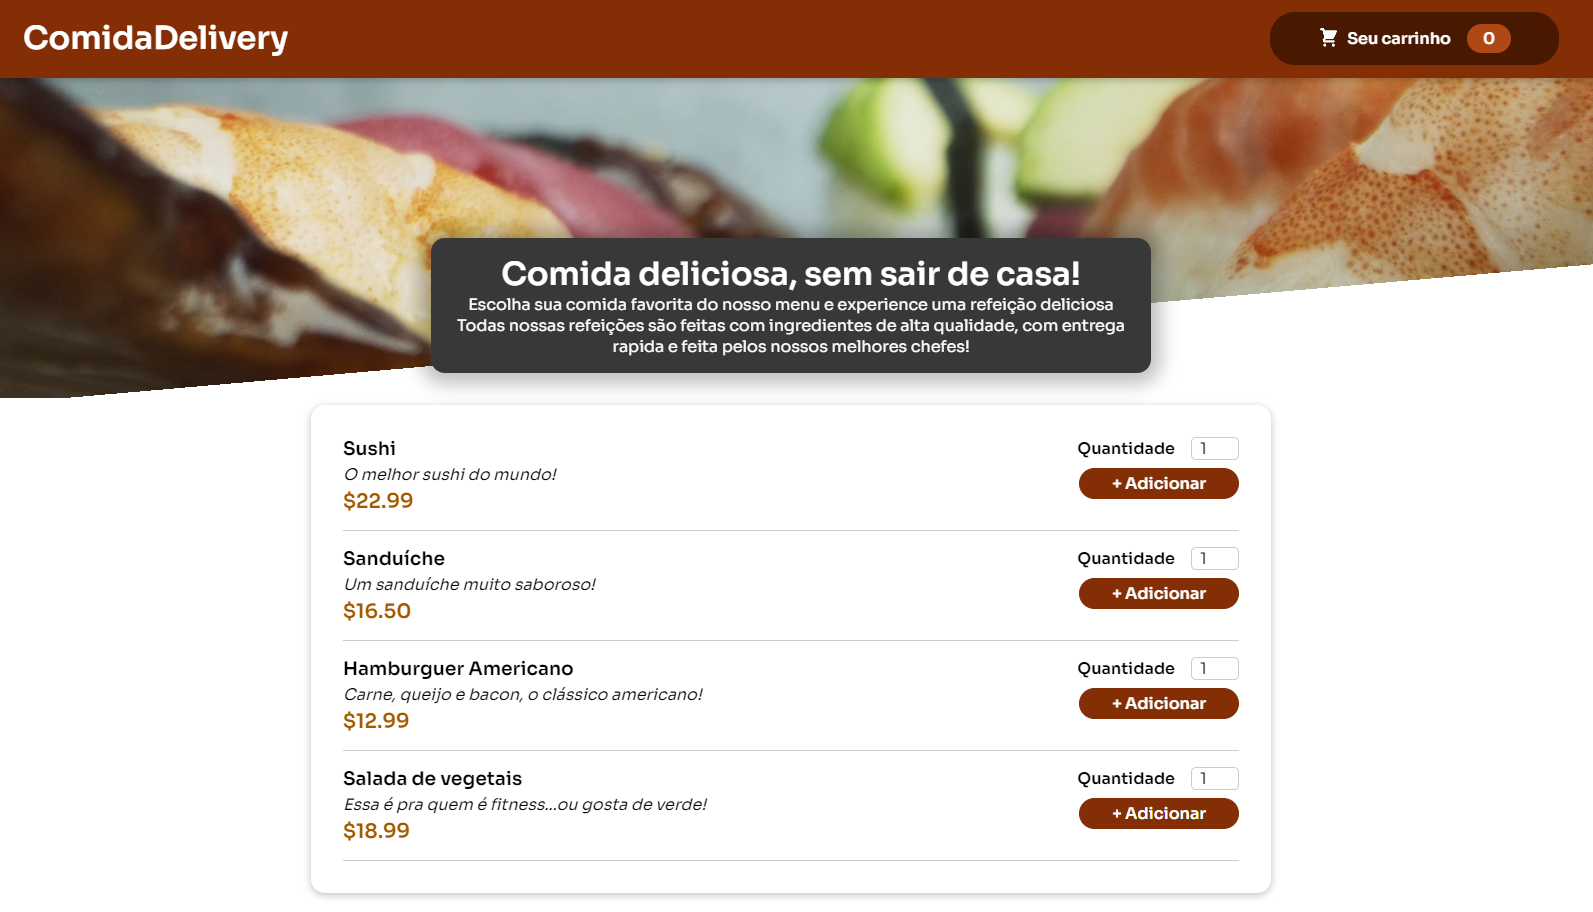 ComidaDelivery
Seu carrinho 0
Comida deliciosa, sem sair de casa!
Escolha sua comida favorita do nosso menu e experience uma refeição deliciosa
Todas nossas refeições são feitas com ingredientes de alta qualidade, com entrega
rapida e feita pelos nossos melhores chefes!
Sushi
O melhor sushi do mundo!
$22.99
Quantidade 1
+ Adicionar
Sanduíche
Um sanduíche muito saboroso!
$16.50
Quantidade 1
+ Adicionar
Hamburguer Americano
Carne, queijo e bacon, o clássico americano!
$12.99
Quantidade 1
+ Adicionar
Salada de vegetais
Essa é pra quem é fitness...ou gosta de verde!
$18.99
Quantidade 1
+ Adicionar